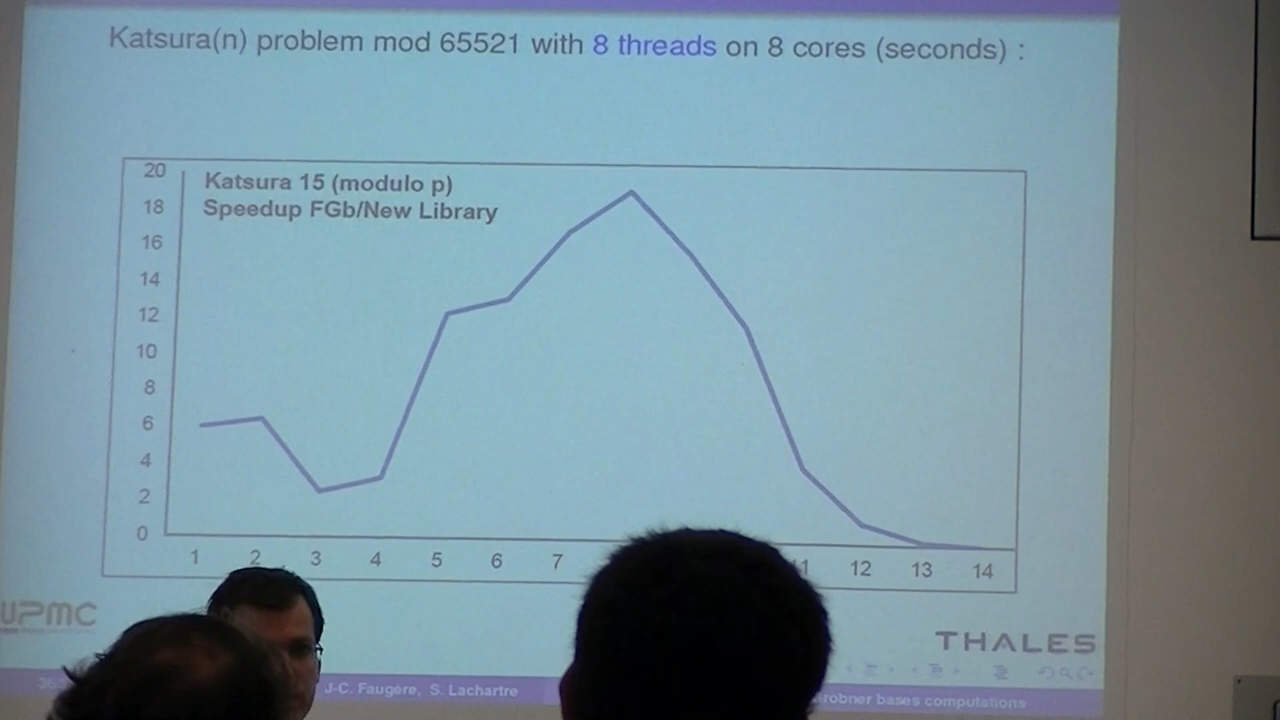 Katsura(n) problem mod 65521 with 8 threads on 8 cores (seconds) :
Katsura 15 (modulo p)
Speedup FGb/New Library
20
18
16
14
12
10
8
6
4
2
0
1 2 3 4 5 6 7 12 13 14
UPMC
THALES
J-C. Faugère, S. Lachartre
bases computations